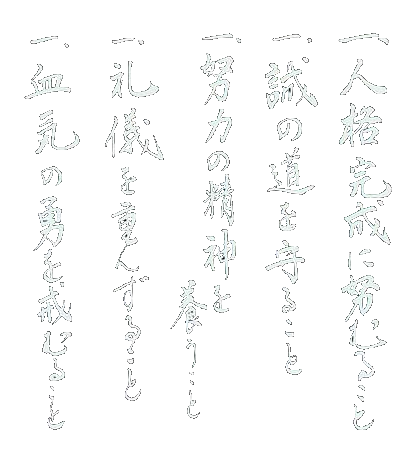 一、人格完成に努むること
一、誠の道を守ること
一、努力の精神を養うこと
一、礼儀を重んずること
一、血気の勇を戒むること